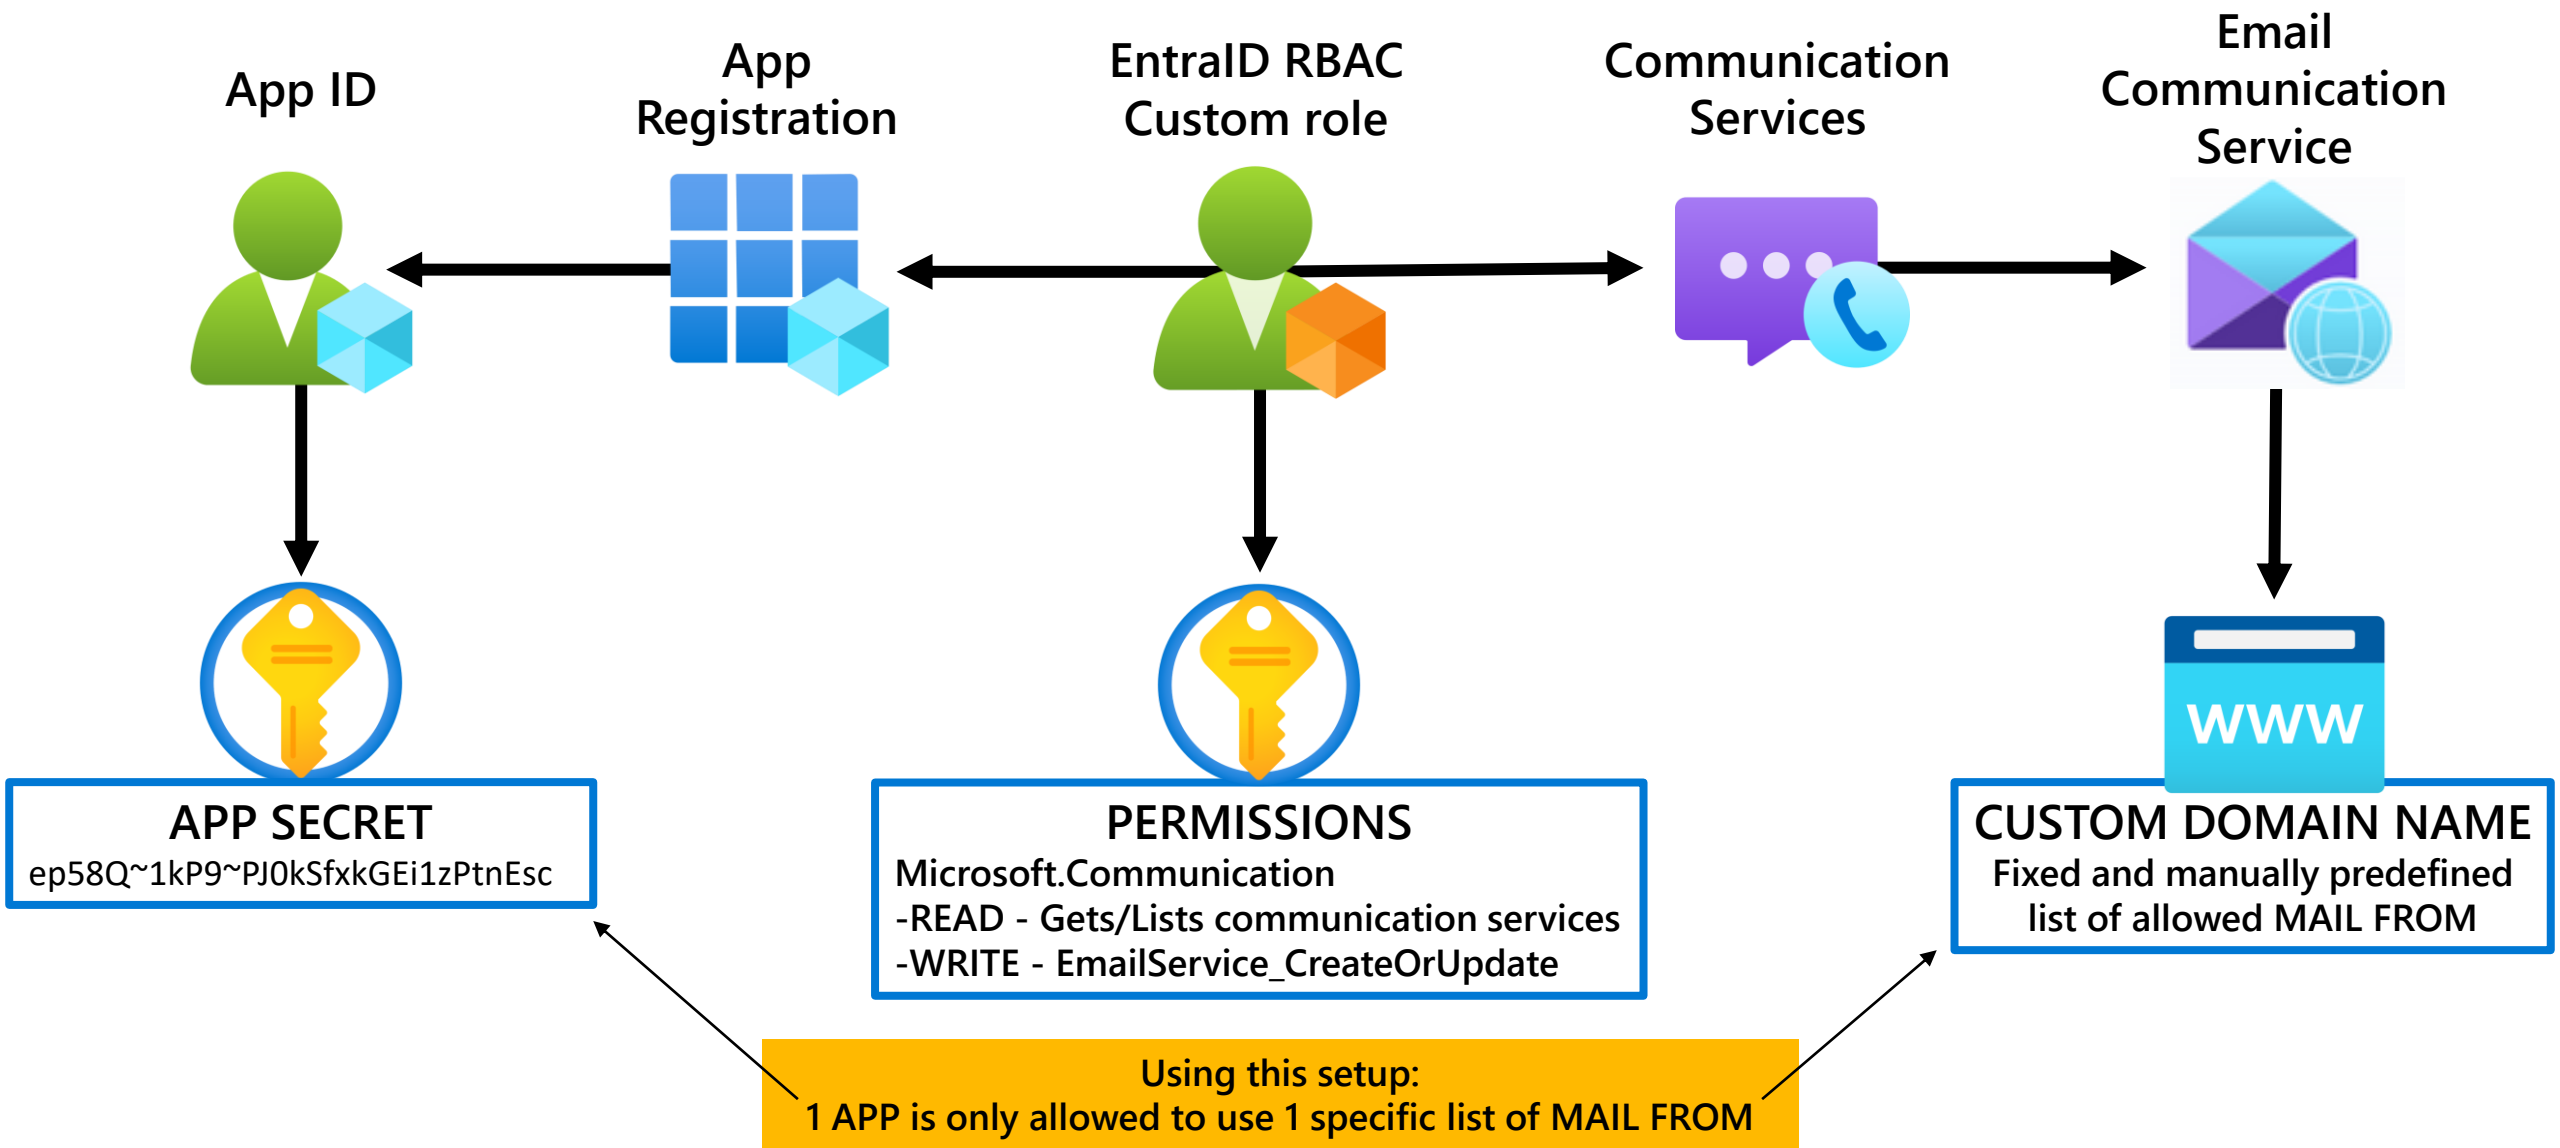 App ID
App
Registration
EntraID RBAC
Custom role
Communication
Services
Email
Communication
Service
APP SECRET
ep58Q~1kP9~PJ0kSfxkGEi1zPtnEsc
PERMISSIONS
Microsoft.Communication
-READ - Gets/Lists communication services
-WRITE - EmailService_CreateOrUpdate
www
CUSTOM DOMAIN NAME
Fixed and manually predefined
list of allowed MAIL FROM
Using this setup:
1 APP is only allowed to use 1 specific list of MAIL FROM